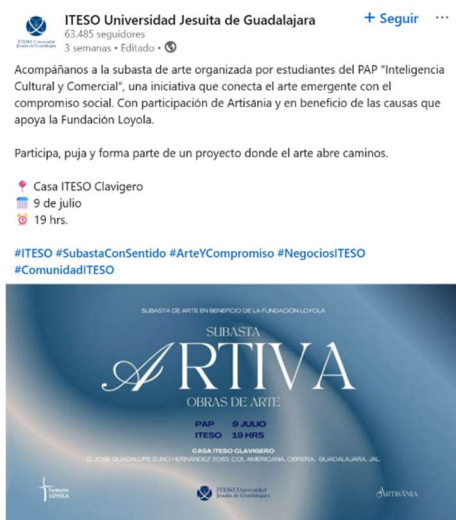 ITESO Universidad Jesuita de Guadalajara
+ Seguir ...
63.485 seguidores
3 semanas • Editado •
Acompáñanos a la subasta de arte organizada por estudiantes del PAP "Inteligencia
Cultural y Comercial", una iniciativa que conecta el arte emergente con el
compromiso social. Con participación de Artisània y en beneficio de las causas que
apoya la Fundación Loyola.
Participa, puja y forma parte de un proyecto donde el arte abre caminos.
Casa ITESO Clavigero
9 de julio
19 hrs.
#ITESO #SubastaConSentido #ArteYCompromiso #NegociosITESO
#ComunidadITESO
SUBASTA DE ARTE EN BENEFICIO DE LA FUNDACIÓN LOYOLA
SUBASTA
ARTIVA
OBRAS DE ARTE
PAP 9 JULIO
ITESO 19 HRS
CASA ITESO CLAVIGERO
C. JOSÉ GUADALUPE ZUNO HERNÁNDEZ 2083, COL AMERICANA, OBRERA, GUADALAJARA, JAL.
Fundación
LOYOLA
ITESO Universidad
Jesuita de Guadalajara
ARTISÀNIA